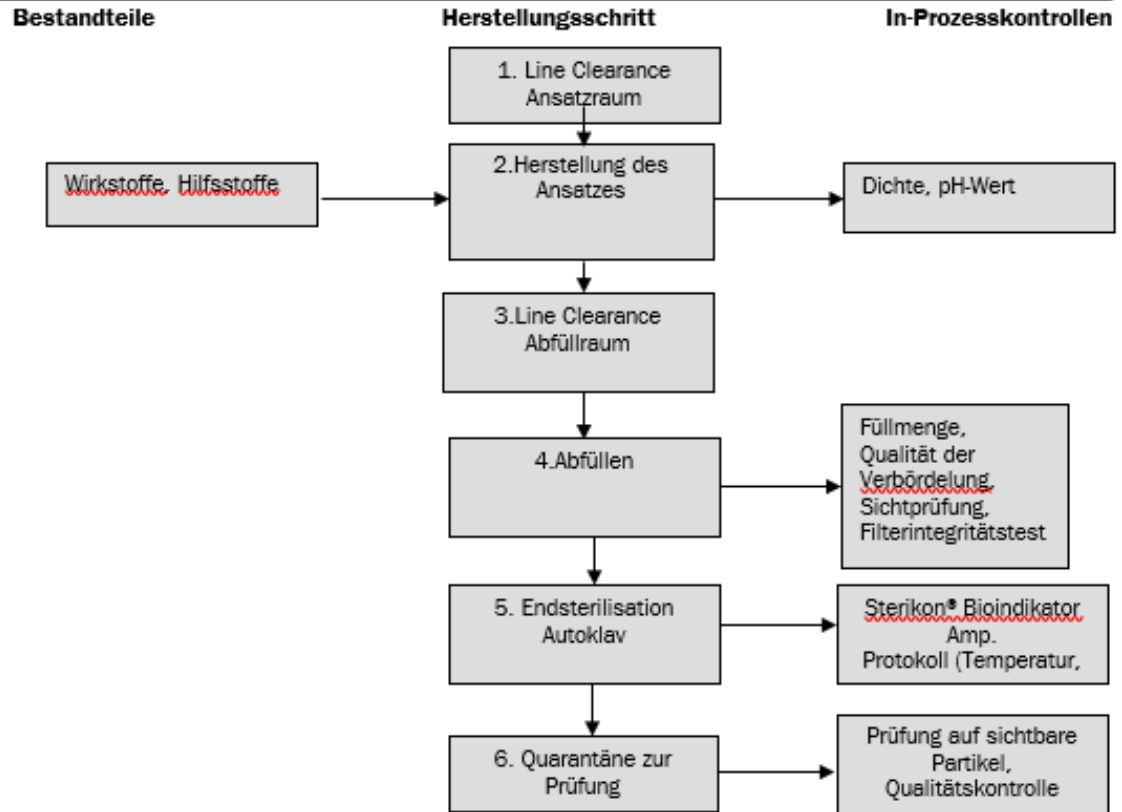 Bestandteile
Herstellungsschritt
In-Prozesskontrollen
1. Line Clearance
Ansatzraum
Wirkstoffe, Hilfsstoffe
2.Herstellung des
Ansatzes
Dichte, pH-Wert
3.Line Clearance
Abfüllraum
4.Abfüllen
Füllmenge,
Qualität der
Verbördelung,
Sichtprüfung,
Filterintegritätstest
5. Endsterilisation
Autoklav
Sterikon® Bioindikator
Amp.
Protokoll (Temperatur,
6. Quarantäne zur
Prüfung
Prüfung auf sichtbare
Partikel,
Qualitätskontrolle